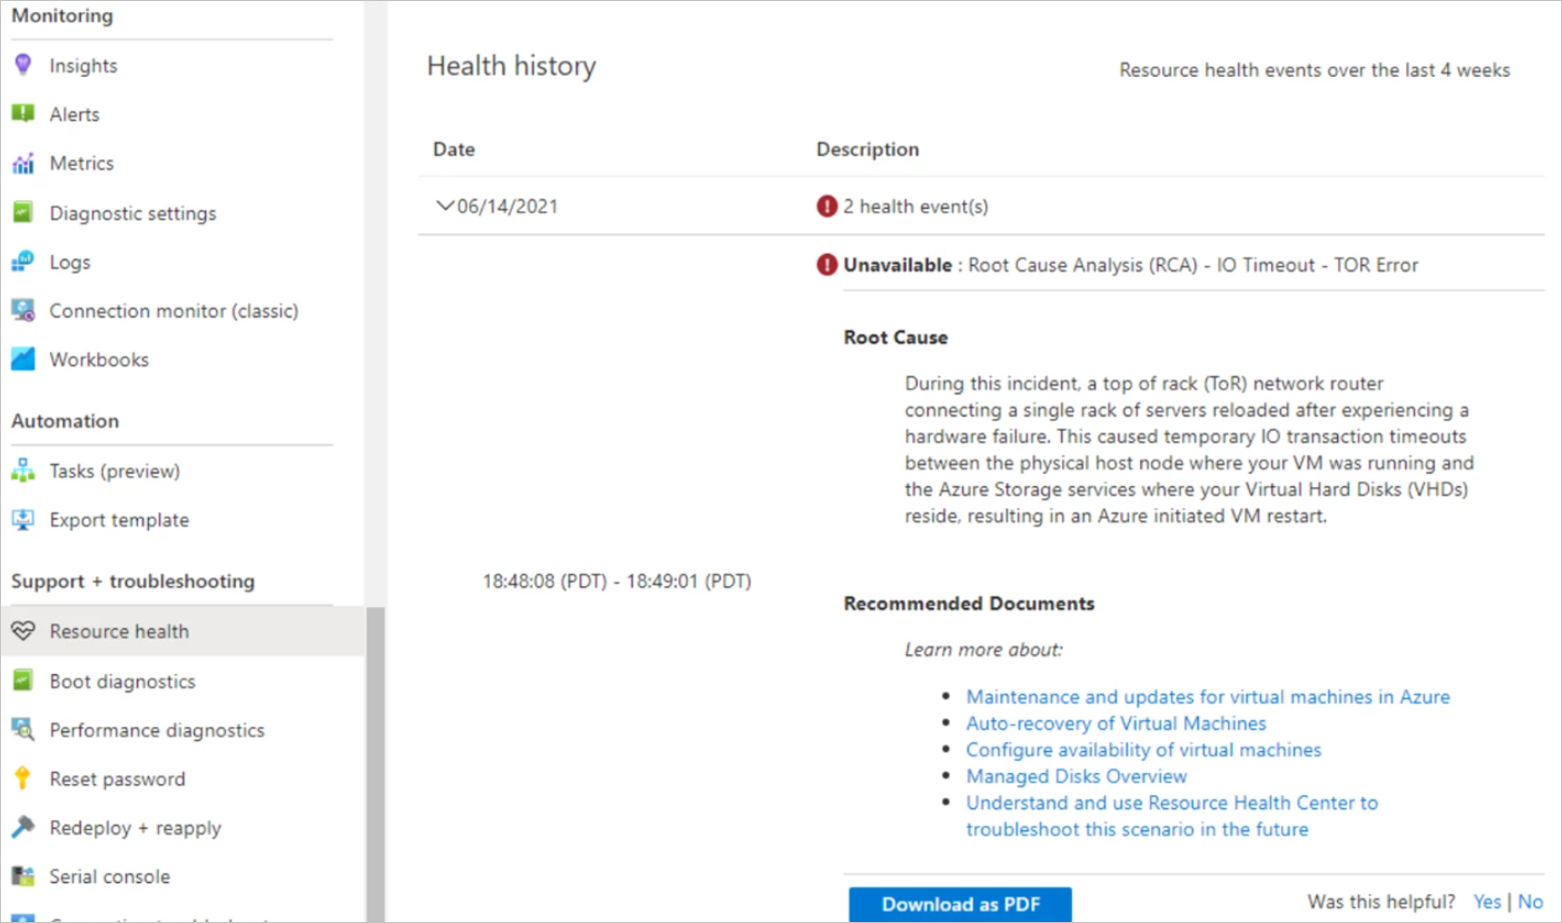 Monitoring
Insights
Alerts
Metrics
Diagnostic settings
Logs
Connection monitor (classic)
Workbooks
Automation
Tasks (preview)
Export template
Support + troubleshooting
Resource health
Boot diagnostics
Performance diagnostics
Reset password
Redeploy + reapply
Serial console
Health history
Resource health events over the last 4 weeks
Date Description
06/14/2021 2 health event(s)
Unavailable : Root Cause Analysis (RCA) - IO Timeout - TOR Error
Root Cause
During this incident, a top of rack (ToR) network router
connecting a single rack of servers reloaded after experiencing a
hardware failure. This caused temporary IO transaction timeouts
between the physical host node where your VM was running and
the Azure Storage services where your Virtual Hard Disks (VHDs)
reside, resulting in an Azure initiated VM restart.
18:48:08 (PDT) - 18:49:01 (PDT)
Recommended Documents
Learn more about:
• Maintenance and updates for virtual machines in Azure
• Auto-recovery of Virtual Machines
• Configure availability of virtual machines
• Managed Disks Overview
• Understand and use Resource Health Center to
troubleshoot this scenario in the future
Download as PDF
Was this helpful? Yes | No